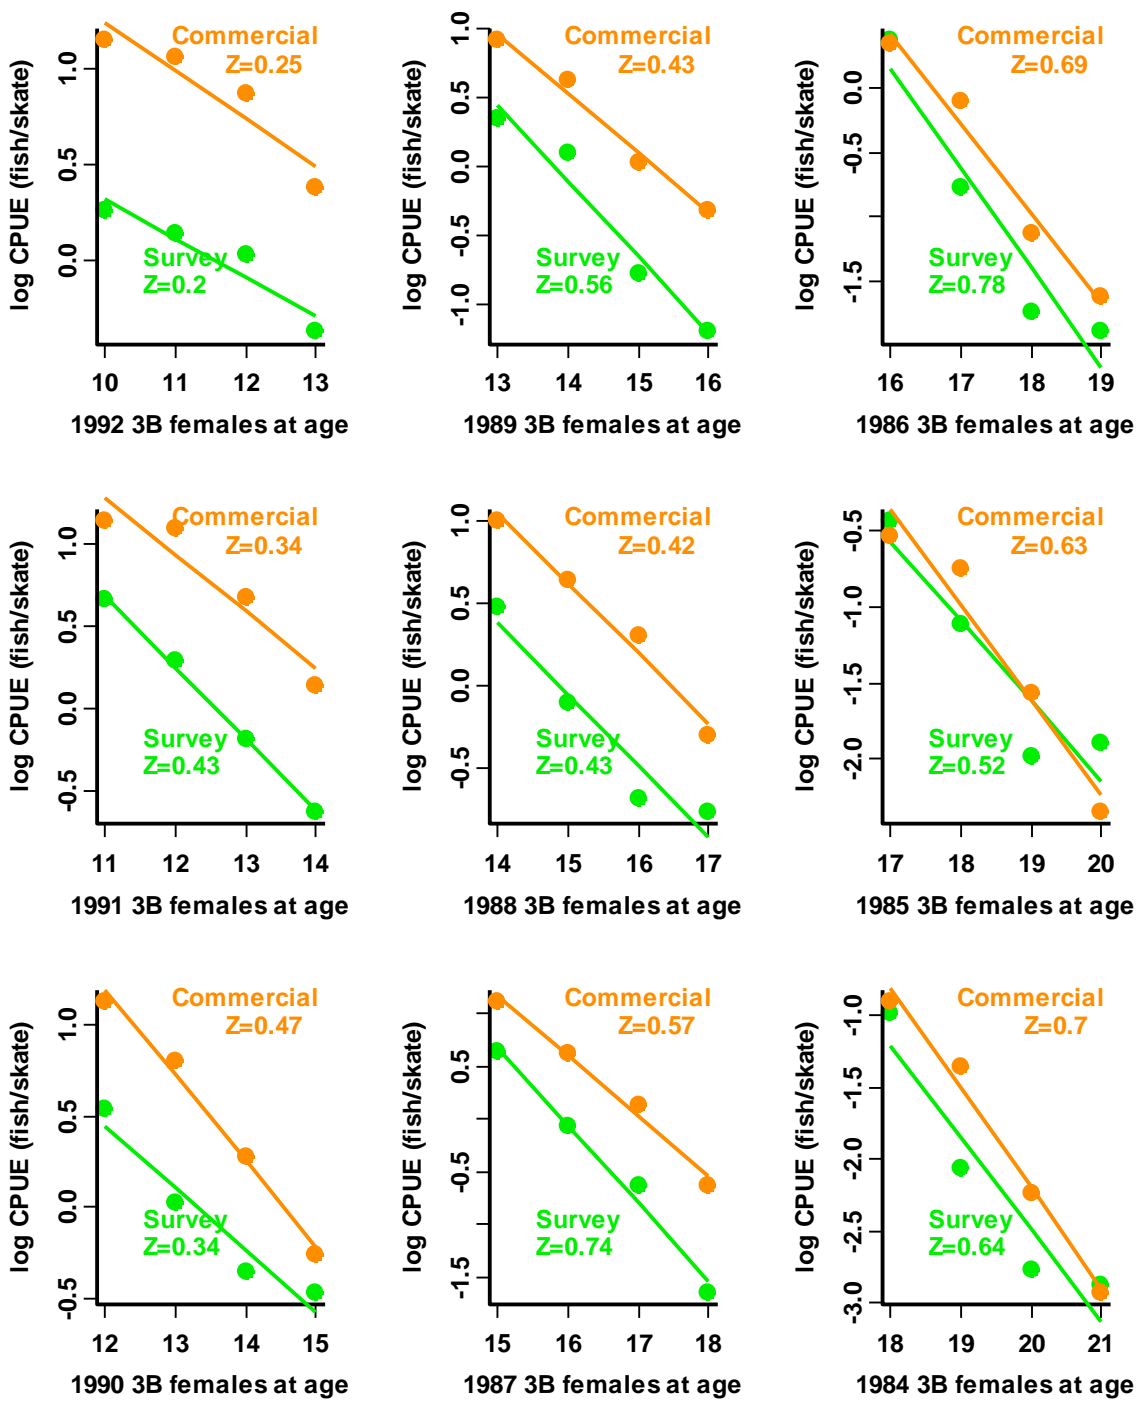 log CPUE (fish/skate)
1.0
0.5
0.0
Commercial
Z=0.25
Survey
Z=0.2
10 11 12 13
1992 3B females at age
log CPUE (fish/skate)
1.0
0.5
0.0
-0.5
-1.0
Commercial
Z=0.43
Survey
Z=0.56
13 14 15 16
1989 3B females at age
log CPUE (fish/skate)
0.0
-0.5
-1.5
Commercial
Z=0.69
Survey
Z=0.78
16 17 18 19
1986 3B females at age
log CPUE (fish/skate)
1.0
0.5
0.0
-0.5
Commercial
Z=0.34
Survey
Z=0.43
11 12 13 14
1991 3B females at age
log CPUE (fish/skate)
1.0
0.5
0.0
-0.5
Commercial
Z=0.42
Survey
Z=0.43
14 15 16 17
1988 3B females at age
log CPUE (fish/skate)
-0.5
-1.0
-1.5
-2.0
Commercial
Z=0.63
Survey
Z=0.52
17 18 19 20
1985 3B females at age
log CPUE (fish/skate)
1.0
0.5
0.0
-0.5
Commercial
Z=0.47
Survey
Z=0.34
12 13 14 15
1990 3B females at age
log CPUE (fish/skate)
0.5
-0.5
-1.5
Commercial
Z=0.57
Survey
Z=0.74
15 16 17 18
1987 3B females at age
log CPUE (fish/skate)
-1.0
-1.5
-2.0
-2.5
-3.0
Commercial
Z=0.7
Survey
Z=0.64
18 19 20 21
1984 3B females at age